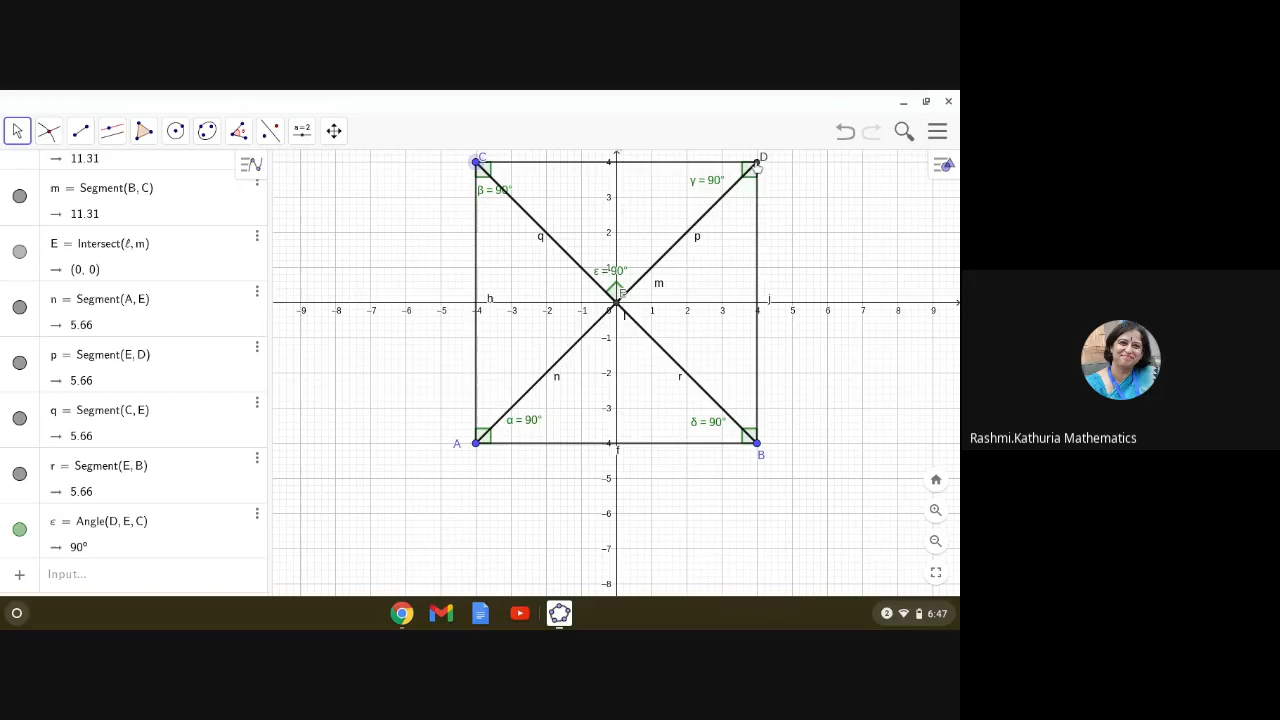 a=2
→ 11.31
m = Segment(B, C)
→ 11.31
E = Intersect(ℓ, m)
→ (0, 0)
n = Segment(A, E)
→ 5.66
p = Segment(E, D)
→ 5.66
q = Segment(C, E)
→ 5.66
r = Segment(E, B)
→ 5.66
ε = Angle(D, E, C)
→ 90°
+ Input...
C
D
β = 90°
γ = 90°
q
p
ε = 90°
m
E
h
j
l
n
r
α = 90°
δ = 90°
A
B
f
4
3
2
1
−9 −8 −7 −6 −5 −4 −3 −2 −1 0 1 2 3 4 5 6 7 8 9
−1
−2
−3
−4
−5
−6
−7
−8
Rashmi.Kathuria Mathematics
2 6:47